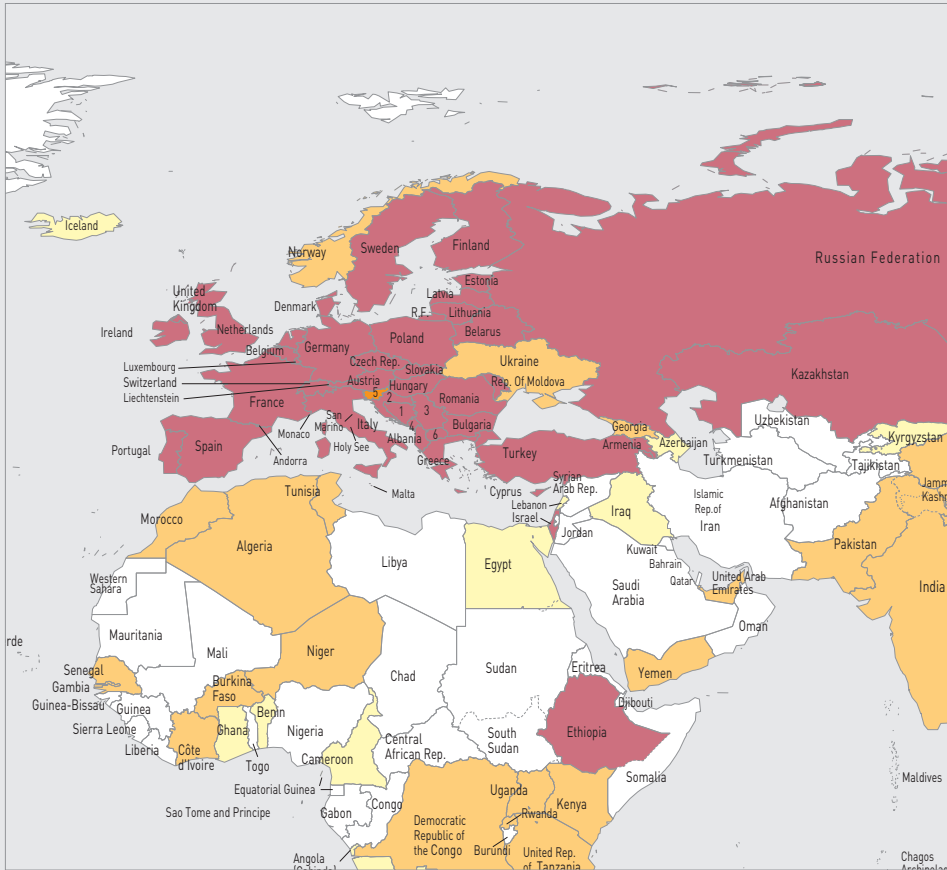 Iceland
Norway
Sweden
Finland
Russian Federation
Estonia
Latvia
R.F.
Lithuania
Denmark
United
Kingdom
Ireland
Netherlands
Belgium
Germany
Poland
Belarus
Luxembourg
Switzerland
Liechtenstein
Czech Rep.
Slovakia
Ukraine
Rep. Of Moldova
Kazakhstan
Austria
Hungary
5
2
1
3
4
6
Romania
France
San
Marino
Italy
Bulgaria
Monaco
Holy See
Albania
Greece
Portugal
Spain
Andorra
Malta
Turkey
Georgia
Armenia
Azerbaijan
Uzbekistan
Turkmenistan
Kyrgyzstan
Tajikistan
Cyprus
Syrian
Arab Rep.
Lebanon
Israel
Jordan
Iraq
Islamic
Rep.of
Iran
Afghanistan
Jamm
Kashm
Pakistan
India
Kuwait
Bahrain
Qatar
United Arab
Emirates
Saudi
Arabia
Oman
Yemen
Morocco
Tunisia
Algeria
Libya
Egypt
Western
Sahara
Mauritania
Mali
Niger
Chad
Sudan
Eritrea
Djibouti
rde
Senegal
Gambia
Guinea-Bissau
Guinea
Sierra Leone
Liberia
Burkina
Faso
Côte
d'Ivoire
Ghana
Togo
Benin
Nigeria
Cameroon
Central
African Rep.
South
Sudan
Ethiopia
Somalia
Equatorial Guinea
Sao Tome and Principe
Gabon
Congo
Democratic
Republic of
the Congo
Uganda
Kenya
Rwanda
Burundi
United Rep.
of Tanzania
Angola
(Cabinda)
Maldives
Chagos
Archipelag